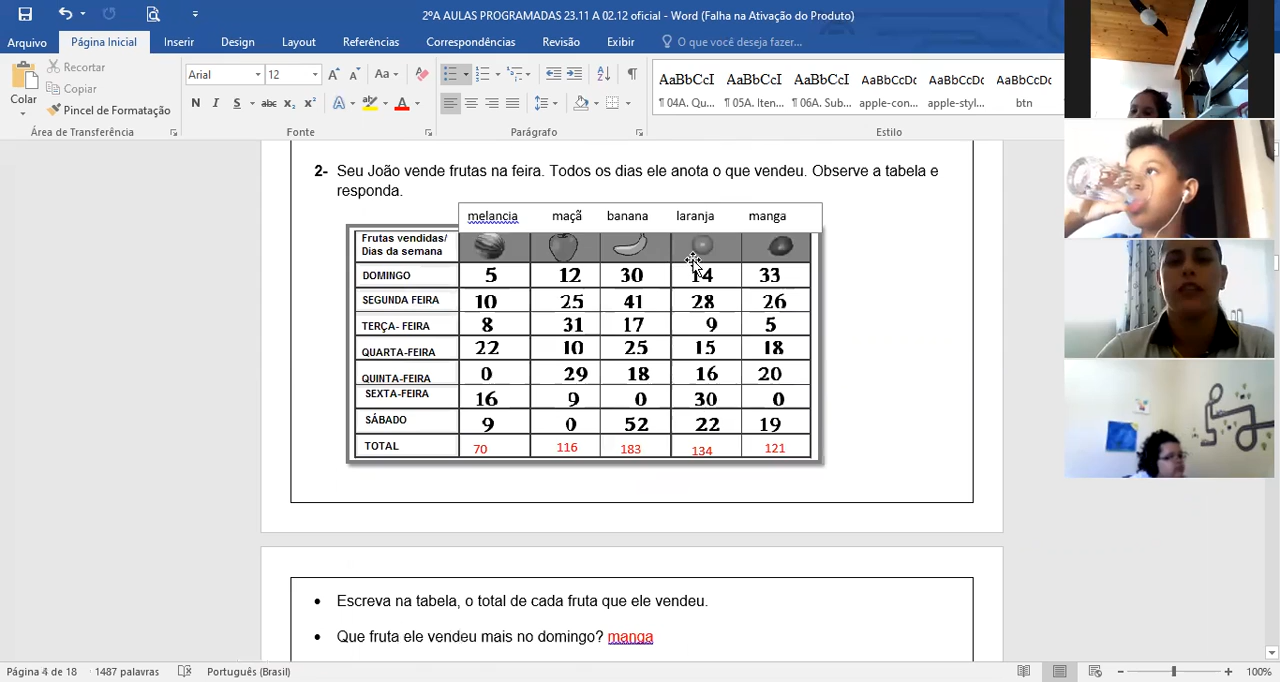 2ºA AULAS PROGRAMADAS 23.11 A 02.12 oficial - Word (Falha na Ativação do Produto)
Arquivo Página Inicial Inserir Design Layout Referências Correspondências Revisão Exibir O que você deseja fazer...
Colar
Recortar
Copiar
Pincel de Formatação
Área de Transferência
Arial 12
N I S abc x₂ x²
Fonte
Parágrafo
AaBbCcI AaBbCcI AaBbCcI AaBbCcDc AaBbCcDc AaBbCcDc
¶ 04A. Qu... ¶ 05A. Iten... ¶ 06A. Sub... apple-con... apple-styl... btn
Estilo
2- Seu João vende frutas na feira. Todos os dias ele anota o que vendeu. Observe a tabela e
responda.
melancia maçã banana laranja manga
Frutas vendidas/
Dias da semana
DOMINGO 5 12 30 14 33
SEGUNDA FEIRA 10 25 41 28 26
TERÇA- FEIRA 8 31 17 9 5
QUARTA-FEIRA 22 10 25 15 18
QUINTA-FEIRA 0 29 18 16 20
SEXTA-FEIRA 16 9 0 30 0
SÁBADO 9 0 52 22 19
TOTAL 70 116 183 134 121
• Escreva na tabela, o total de cada fruta que ele vendeu.
• Que fruta ele vendeu mais no domingo? manga
Página 4 de 18 1487 palavras Português (Brasil) 100%